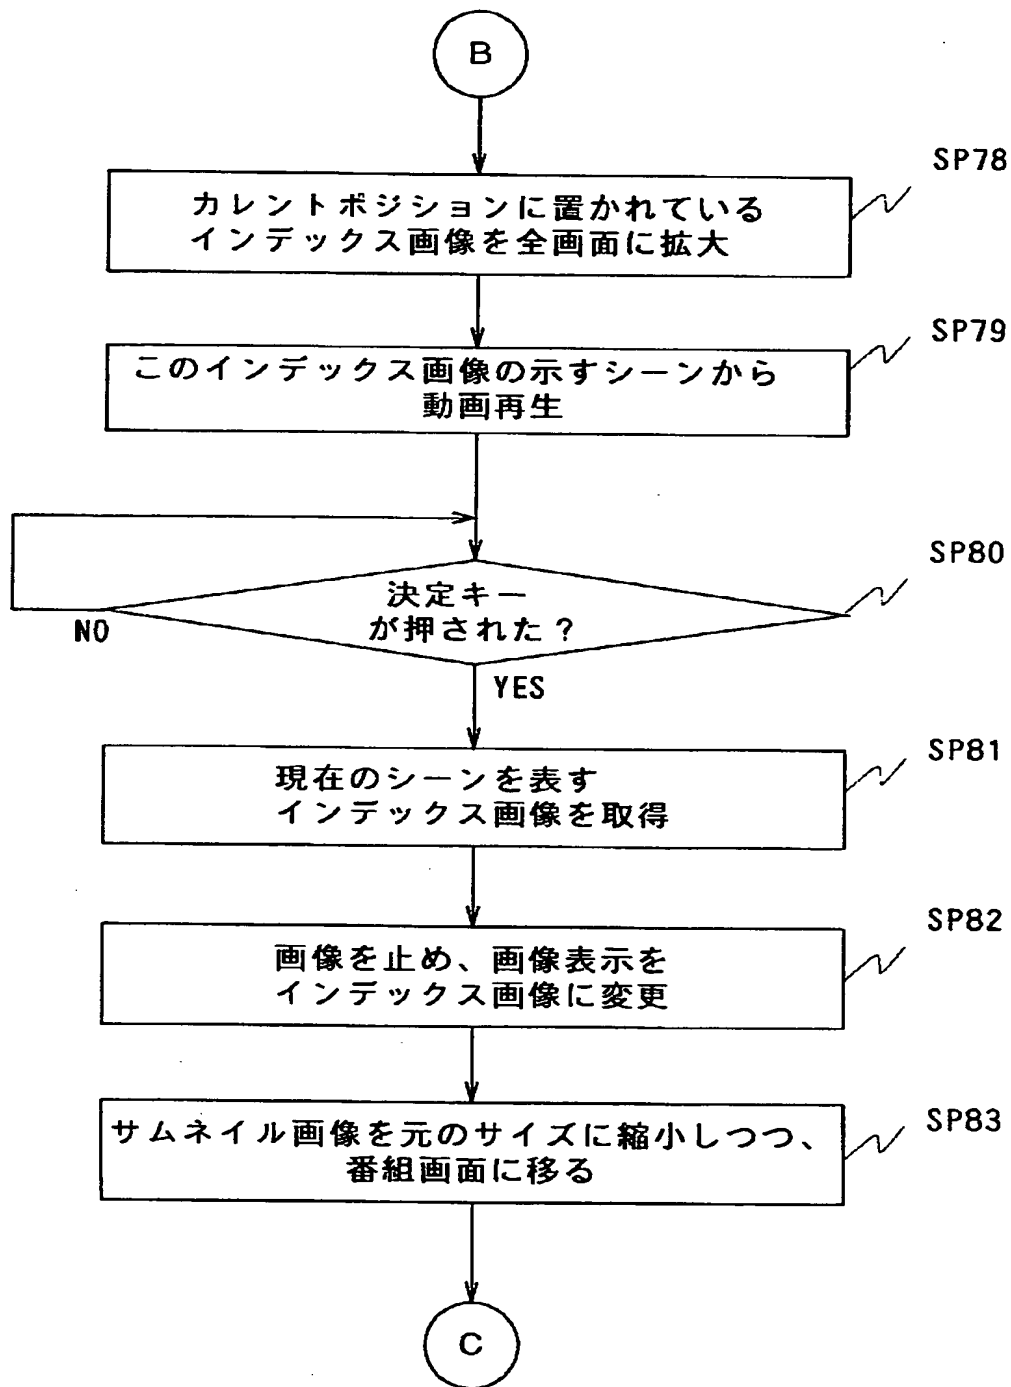 B
SP78
カレントポジションに置かれている
インデックス画像を全画面に拡大
SP79
このインデックス画像の示すシーンから
動画再生
SP80
決定キー
が押された？
NO
YES
SP81
現在のシーンを表す
インデックス画像を取得
SP82
画像を止め、画像表示を
インデックス画像に変更
SP83
サムネイル画像を元のサイズに縮小しつつ、
番組画面に移る
C